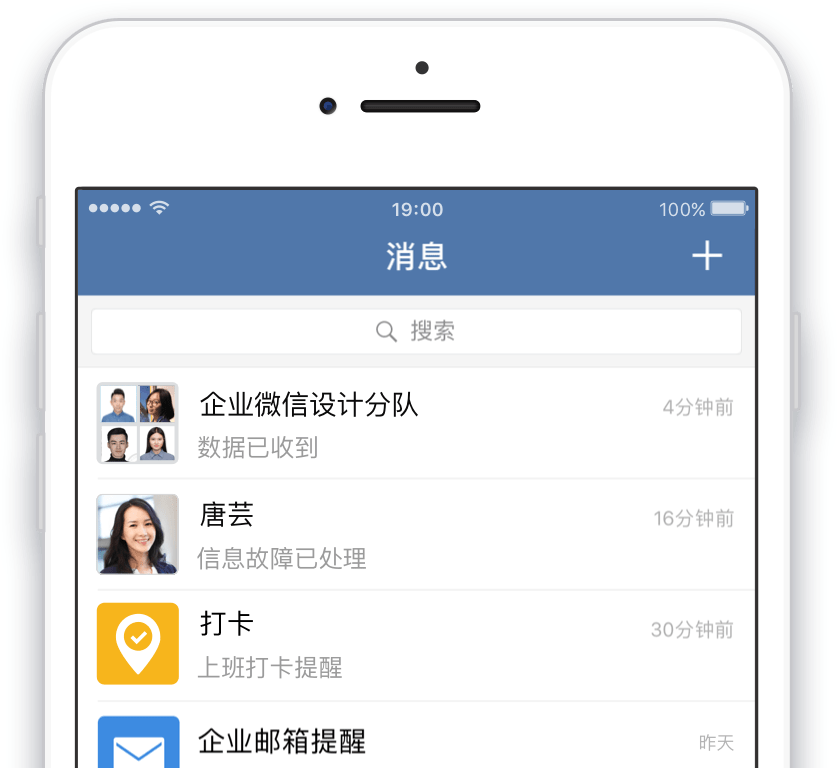 19:00
100%
消息
搜索
企业微信设计分队
4分钟前
数据已收到
唐芸
16分钟前
信息故障已处理
打卡
30分钟前
上班打卡提醒
企业邮箱提醒
昨天